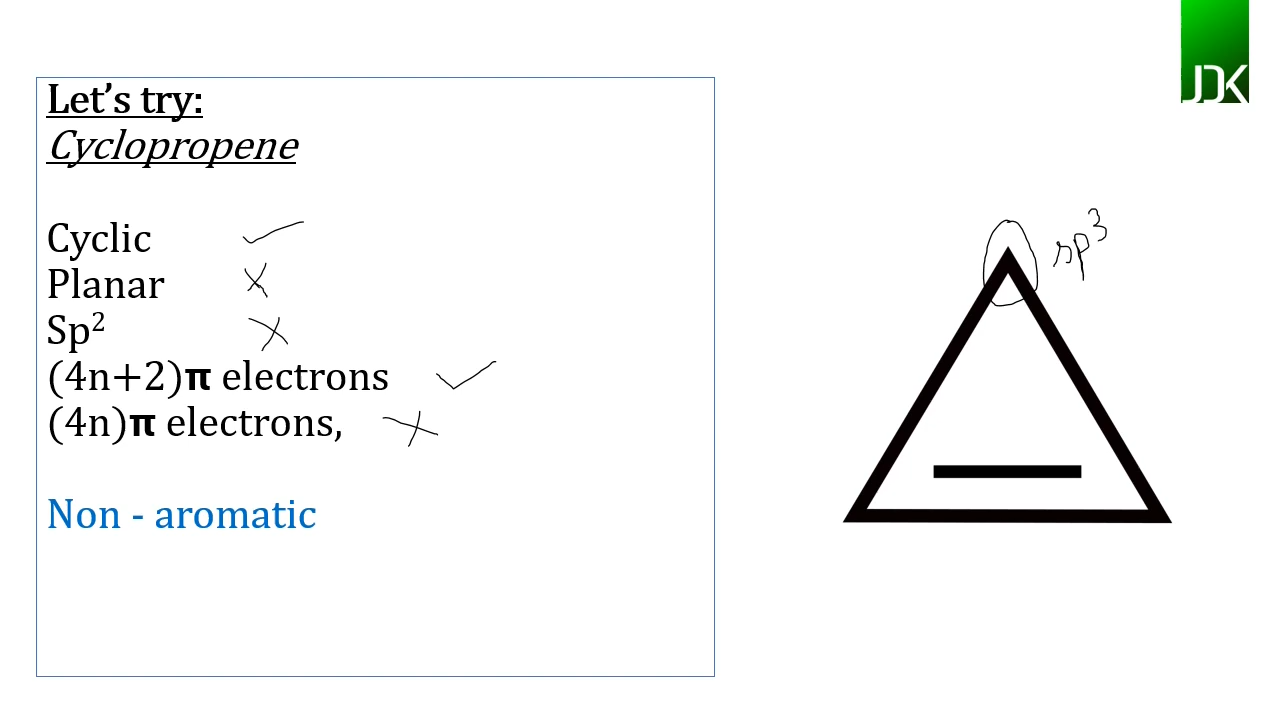 Let's try:
Cyclopropene
Cyclic
Planar
Sp²
(4n+2)π electrons
(4n)π electrons,
Non - aromatic
sp³
JDK